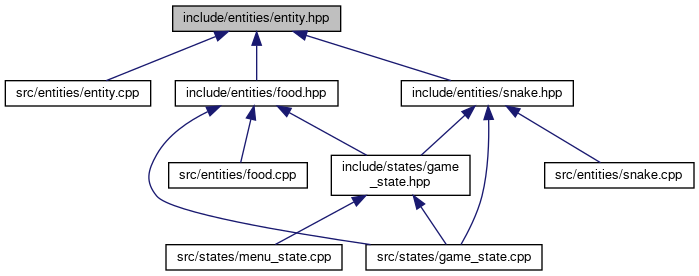 include/entities/entity.hpp
src/entities/entity.cpp
include/entities/food.hpp
include/entities/snake.hpp
src/entities/food.cpp
include/states/game
_state.hpp
src/entities/snake.cpp
src/states/menu_state.cpp
src/states/game_state.cpp